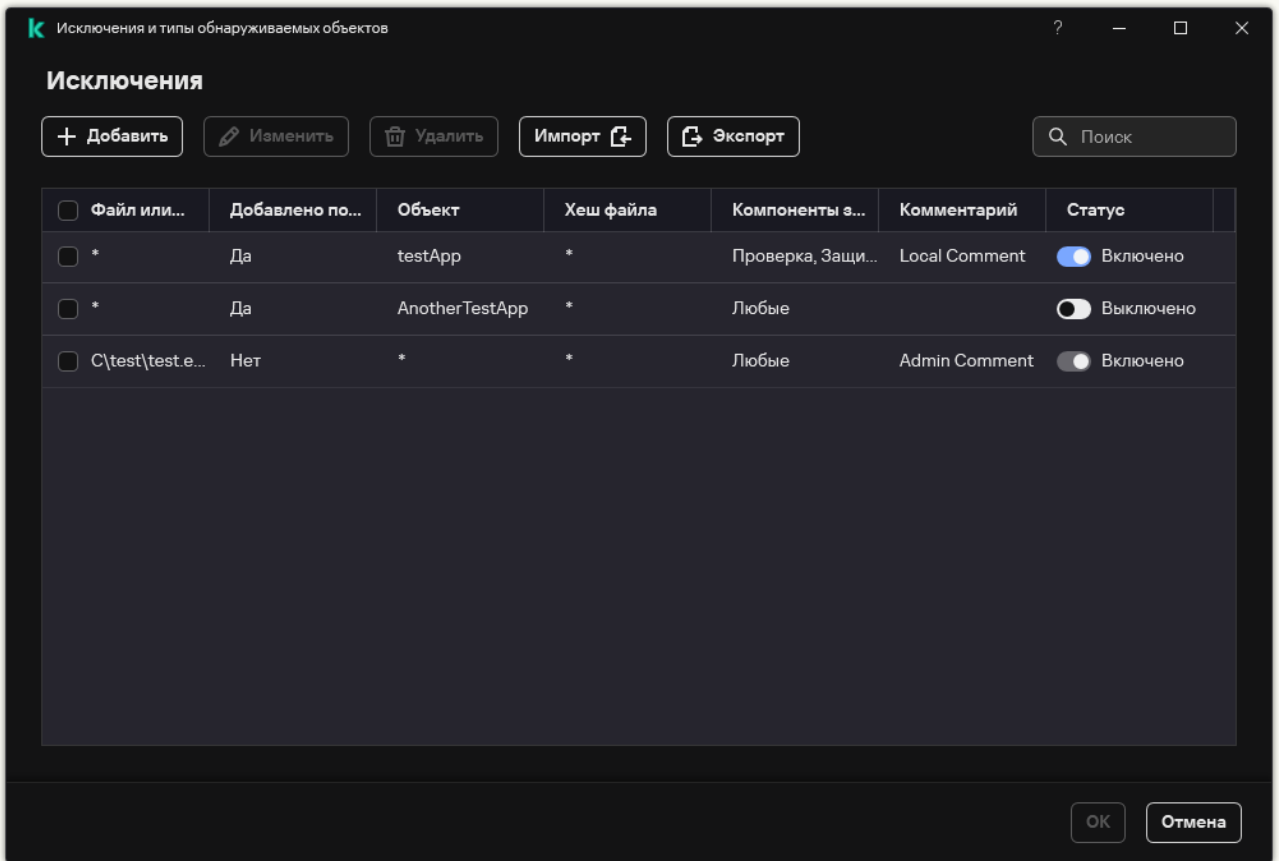 Исключения и типы обнаруживаемых объектов ?
Исключения
Добавить Изменить Удалить Импорт Экспорт Поиск
Файл или... Добавлено по... Объект Хеш файла Компоненты з... Комментарий Статус
* Да testApp * Проверка, Защи... Local Comment Включено
* Да AnotherTestApp * Любые Выключено
C\test\test.e... Нет * * Любые Admin Comment Включено
ОК Отмена